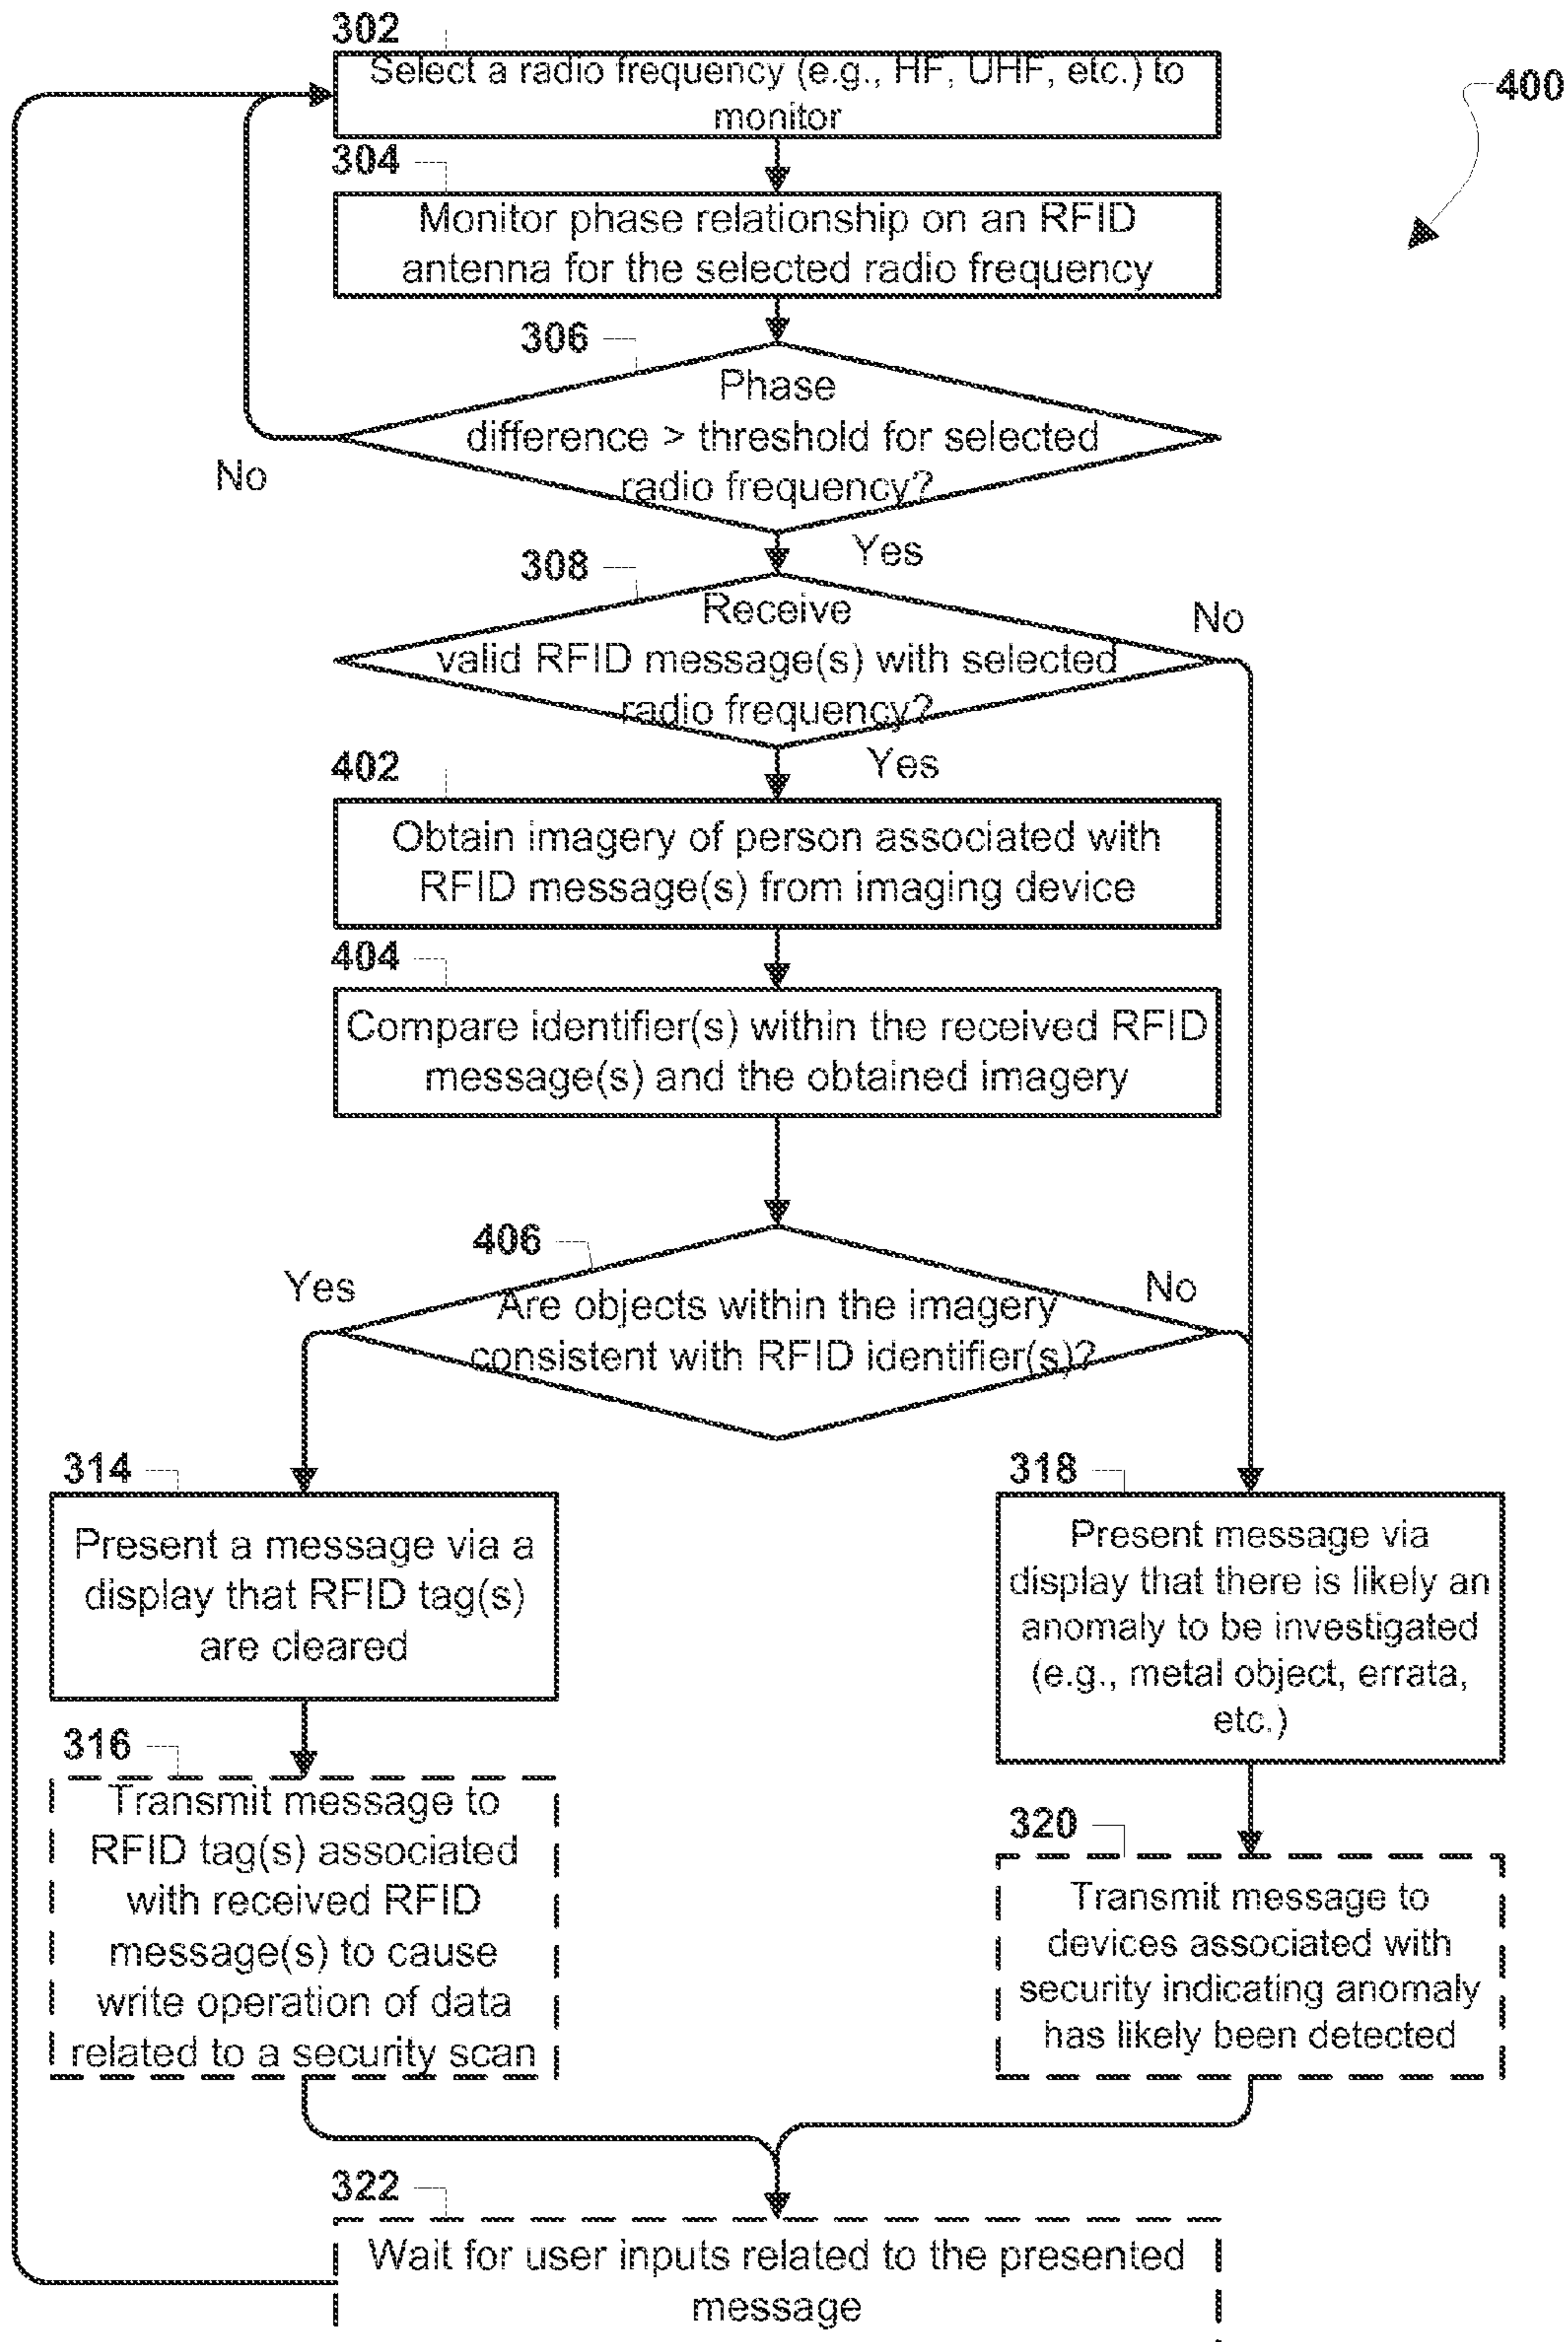 302
Select a radio frequency (e.g., HF, UHF, etc.) to
monitor
400
304
Monitor phase relationship on an RFID
antenna for the selected radio frequency
306
Phase
difference > threshold for selected
radio frequency?
No
Yes
308
Receive
valid RFID message(s) with selected
radio frequency?
No
Yes
402
Obtain imagery of person associated with
RFID message(s) from imaging device
404
Compare identifier(s) within the received RFID
message(s) and the obtained imagery
406
Yes
No
Are objects within the imagery
consistent with RFID identifier(s)?
314
Present a message via a
display that RFID tag(s)
are cleared
318
Present message via
display that there is likely an
anomaly to be investigated
(e.g., metal object, errata,
etc.)
316
Transmit message to
RFID tag(s) associated
with received RFID
message(s) to cause
write operation of data
related to a security scan
320
Transmit message to
devices associated with
security indicating anomaly
has likely been detected
322
Wait for user inputs related to the presented
message